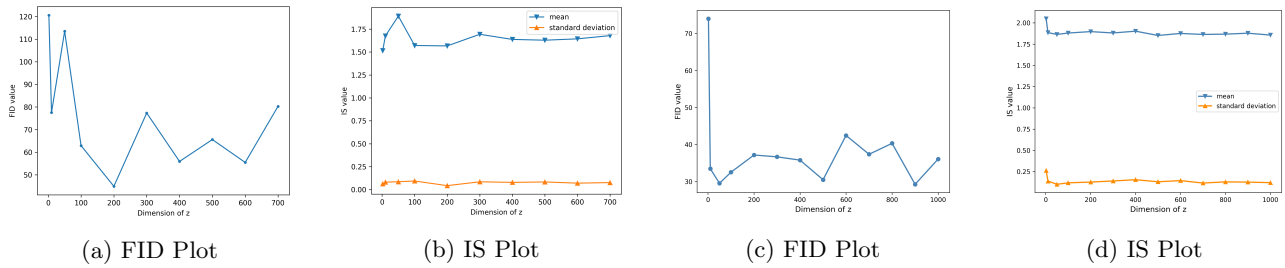 120
110
100
90
80
70
60
50
FID value
0 100 200 300 400 500 600 700
Dimension of z
(a) FID Plot
mean
standard deviation
1.75
1.50
1.25
1.00
0.75
0.50
0.25
0.00
IS value
0 100 200 300 400 500 600 700
Dimension of z
(b) IS Plot
70
60
50
40
30
FID value
0 200 400 600 800 1000
Dimension of z
(c) FID Plot
2.00
1.75
1.50
1.25
1.00
0.75
0.50
0.25
IS value
mean
standard deviation
0 200 400 600 800 1000
Dimension of z
(d) IS Plot